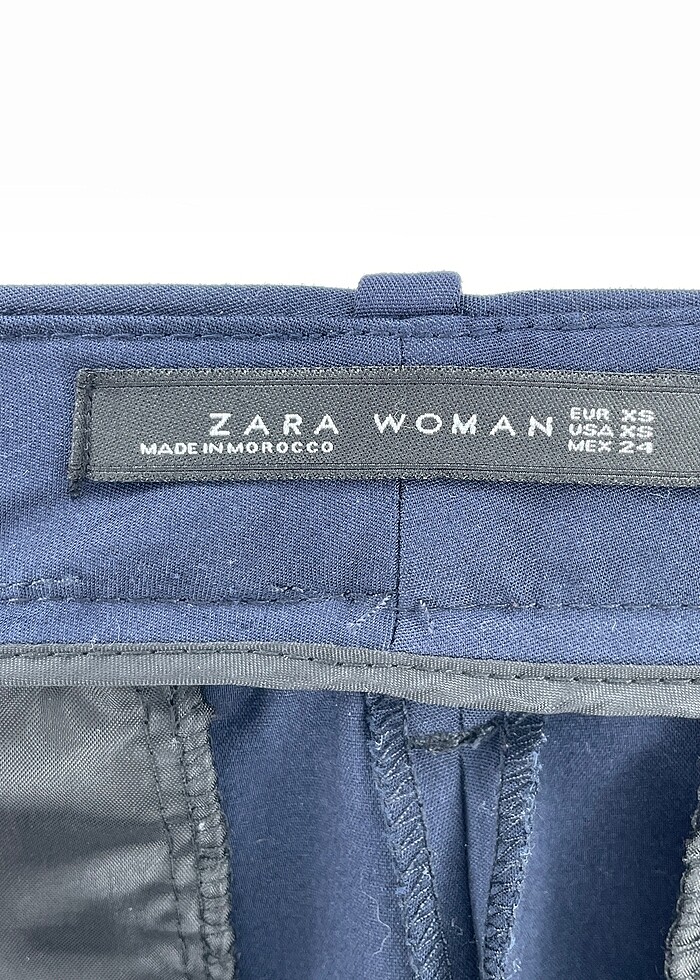 ZARA WOMAN
MADE IN MOROCCO
EUR XS
USA XS
MEX 24